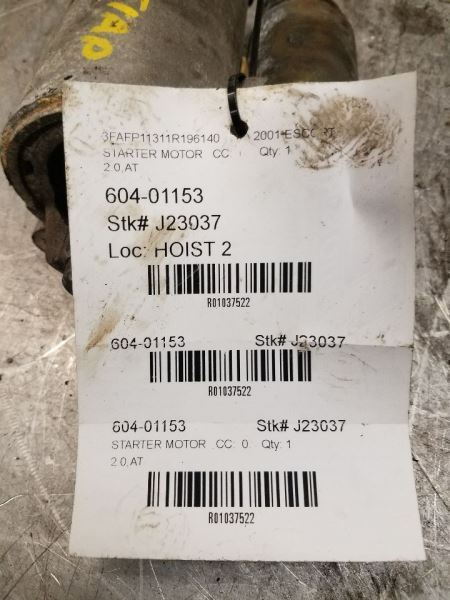 3FAFP11311R196140 2001 ESCORT
STARTER MOTOR CC: Qty: 1
2.0,AT
604-01153
Stk# J23037
Loc: HOIST 2
R01037522
604-01153 Stk# J23037
R01037522
604-01153 Stk# J23037
STARTER MOTOR CC: 0 Qty: 1
2.0,AT
R01037522